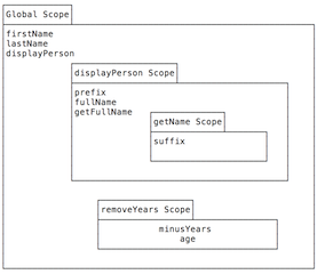 Global Scope
firstName
lastName
displayPerson
displayPerson Scope
prefix
fullName
getFullName
getName Scope
suffix
removeYears Scope
minusYears
age